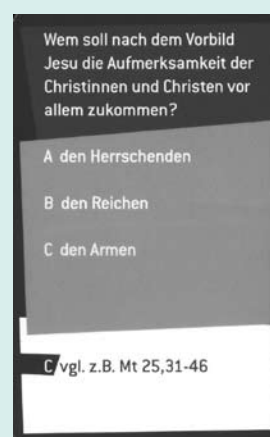 Wem soll nach dem Vorbild
Jesu die Aufmerksamkeit der
Christinnen und Christen vor
allem zukommen?
A den Herrschenden
B den Reichen
C den Armen
C vgl. z.B. Mt 25,31-46